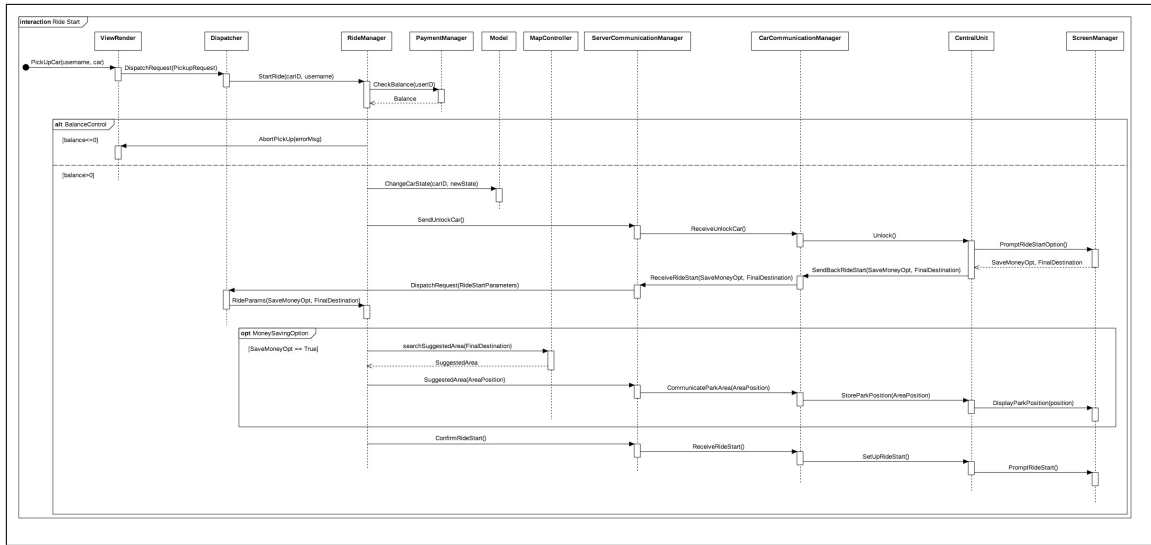 interaction Ride Start
ViewRender
Dispatcher
RideManager
PaymentManager
Model
MapController
ServerCommunicationManager
CarCommunicationManager
CentralUnit
ScreenManager
PickUpCar(username, car)
DispatchRequest(PickupRequest)
StartRide(carID, username)
CheckBalance(userID)
Balance
alt BalanceControl
[balance<=0]
AbortPickUp(errorMsg)
[balance>0]
ChangeCarState(carID, newState)
SendUnlockCar()
ReceiveUnlockCar()
Unlock()
PromptRideStartOption()
SaveMoneyOpt, FinalDestination
SendBackRideStart(SaveMoneyOpt, FinalDestination)
ReceiveRideStart(SaveMoneyOpt, FinalDestination)
DispatchRequest(RideStartParameters)
RideParams(SaveMoneyOpt, FinalDestination)
opt MoneySavingOption
[SaveMoneyOpt == True]
searchSuggestedArea(FinalDestination)
SuggestedArea
SuggestedArea(AreaPosition)
CommunicateParkArea(AreaPosition)
StoreParkPosition(AreaPosition)
DisplayParkPosition(position)
ConfirmRideStart()
ReceiveRideStart()
SetUpRideStart()
PromptRideStart()